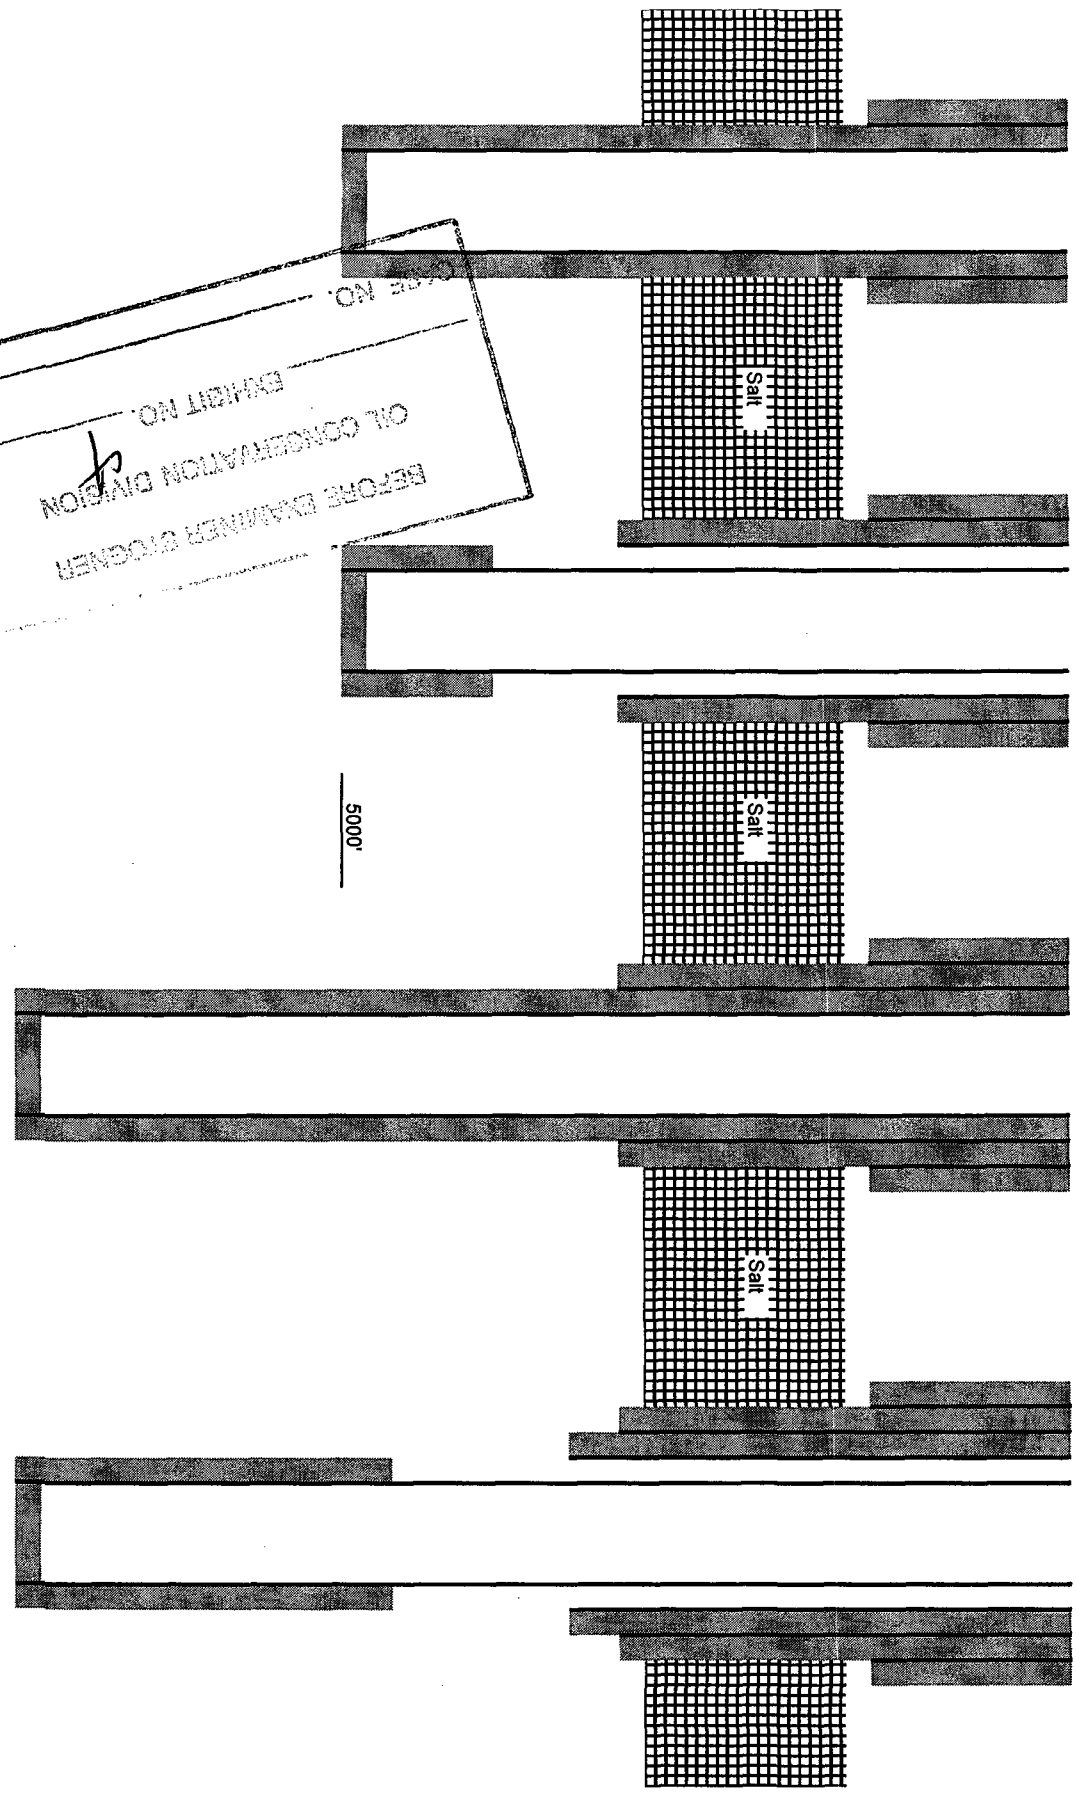 Salt
Salt
Salt
5000'
BEFORE EXAMINER STOGNER
OIL CONSERVATION DIVISION
EXHIBIT NO. 4
CASE NO.